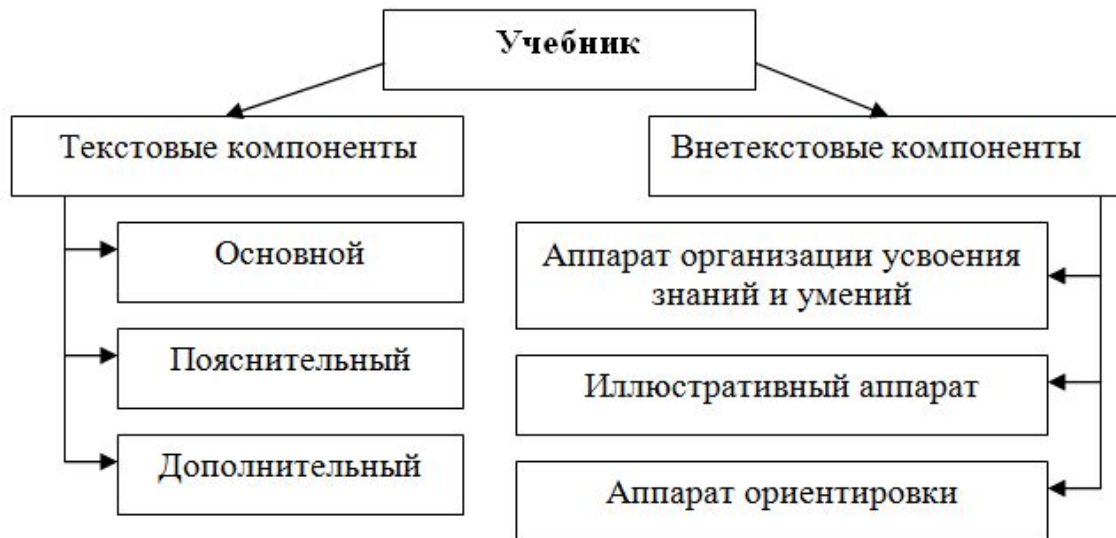 Учебник
Текстовые компоненты
Основной
Пояснительный
Дополнительный
Внетекстовые компоненты
Аппарат организации усвоения
знаний и умений
Иллюстративный аппарат
Аппарат ориентировки